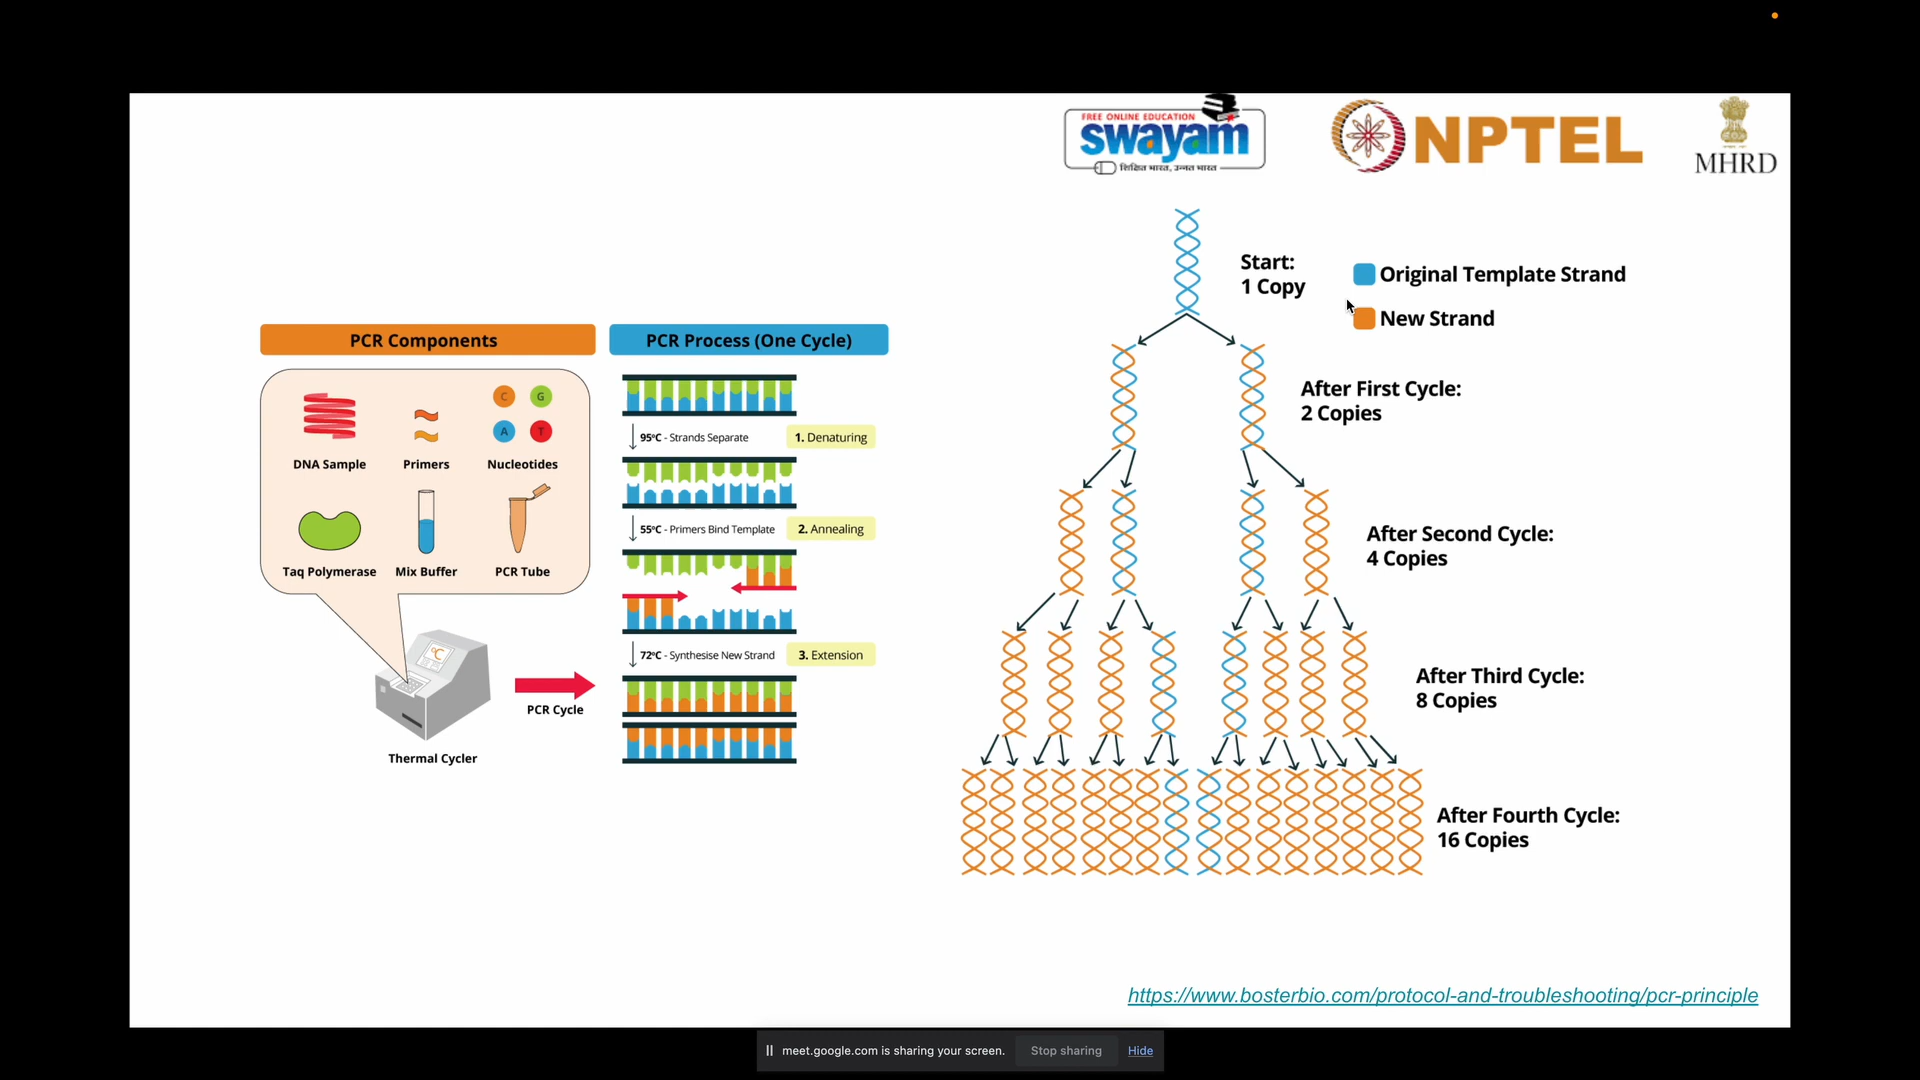 FREE ONLINE EDUCATION
swayam
शिक्षित भारत, उन्नत भारत
NPTEL
MHRD
PCR Components
DNA Sample
Primers
C
G
A
T
Nucleotides
Taq Polymerase
Mix Buffer
PCR Tube
°C
Thermal Cycler
PCR Cycle
PCR Process (One Cycle)
95°C - Strands Separate
1. Denaturing
55°C - Primers Bind Template
2. Annealing
72°C - Synthesise New Strand
3. Extension
Start:
1 Copy
Original Template Strand
New Strand
After First Cycle:
2 Copies
After Second Cycle:
4 Copies
After Third Cycle:
8 Copies
After Fourth Cycle:
16 Copies
https://www.bosterbio.com/protocol-and-troubleshooting/pcr-principle
meet.google.com is sharing your screen.
Stop sharing
Hide